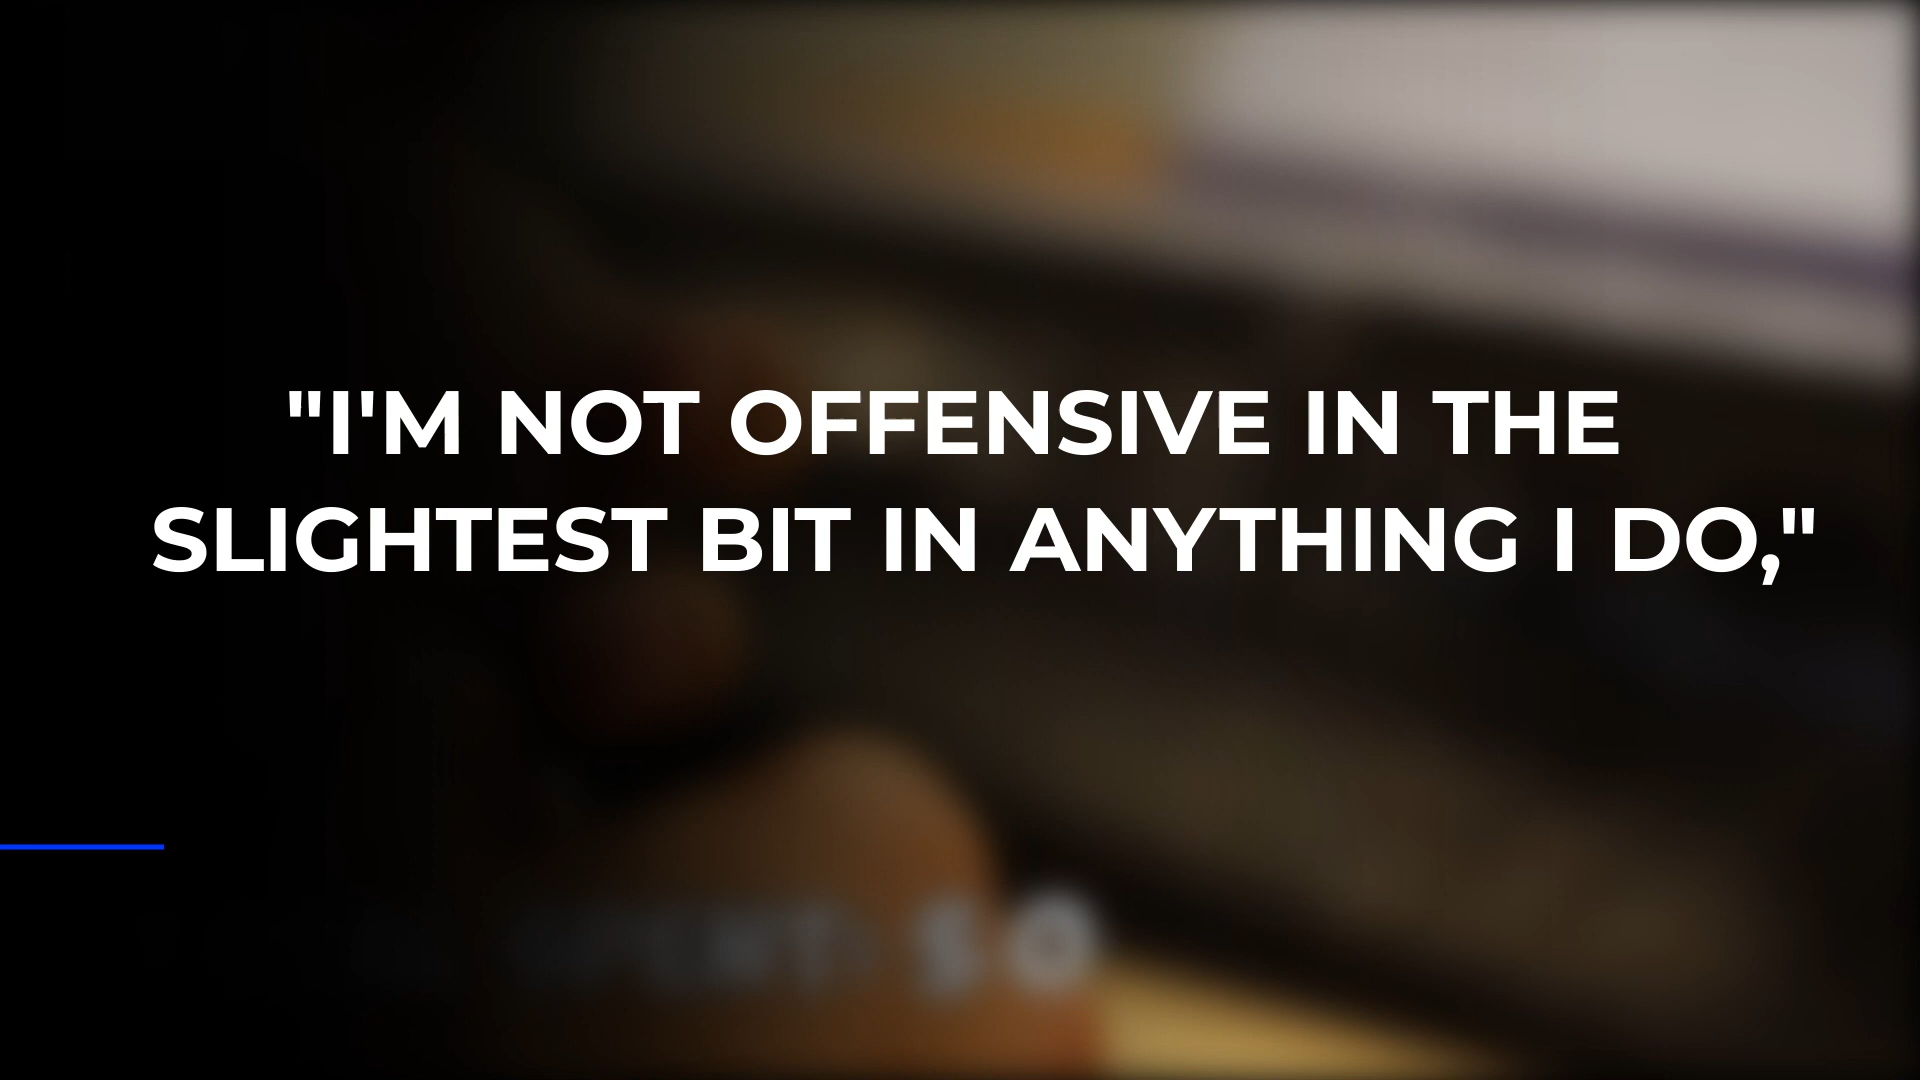 "I'M NOT OFFENSIVE IN THE
SLIGHTEST BIT IN ANYTHING I DO,"